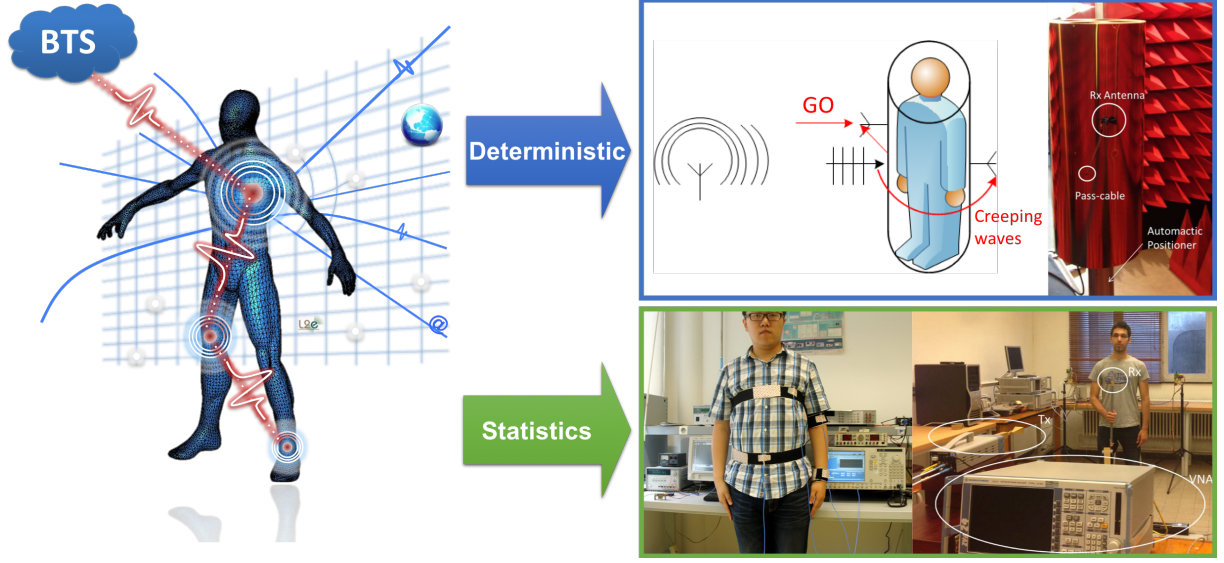 BTS
@
Deterministic
GO
Creeping
waves
Rx Antenna
Pass-cable
Automactic
Positioner
Statistics
Rx
Tx
VNA